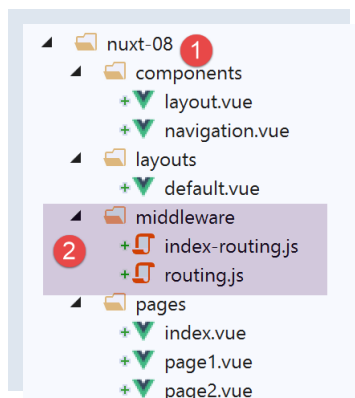 nuxt-08 1
components
layout.vue
navigation.vue
layouts
default.vue
middleware
2 index-routing.js
routing.js
pages
index.vue
page1.vue
page2.vue